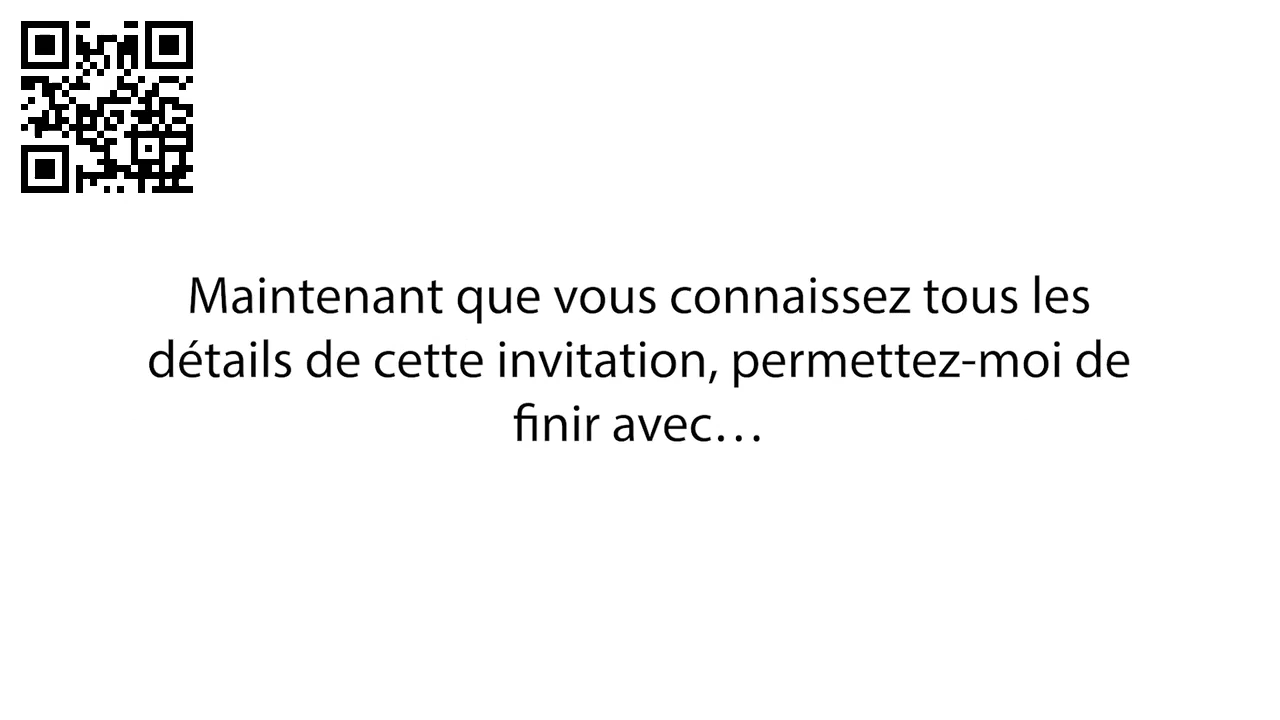 Maintenant que vous connaissez tous les
détails de cette invitation, permettez-moi de
finir avec…